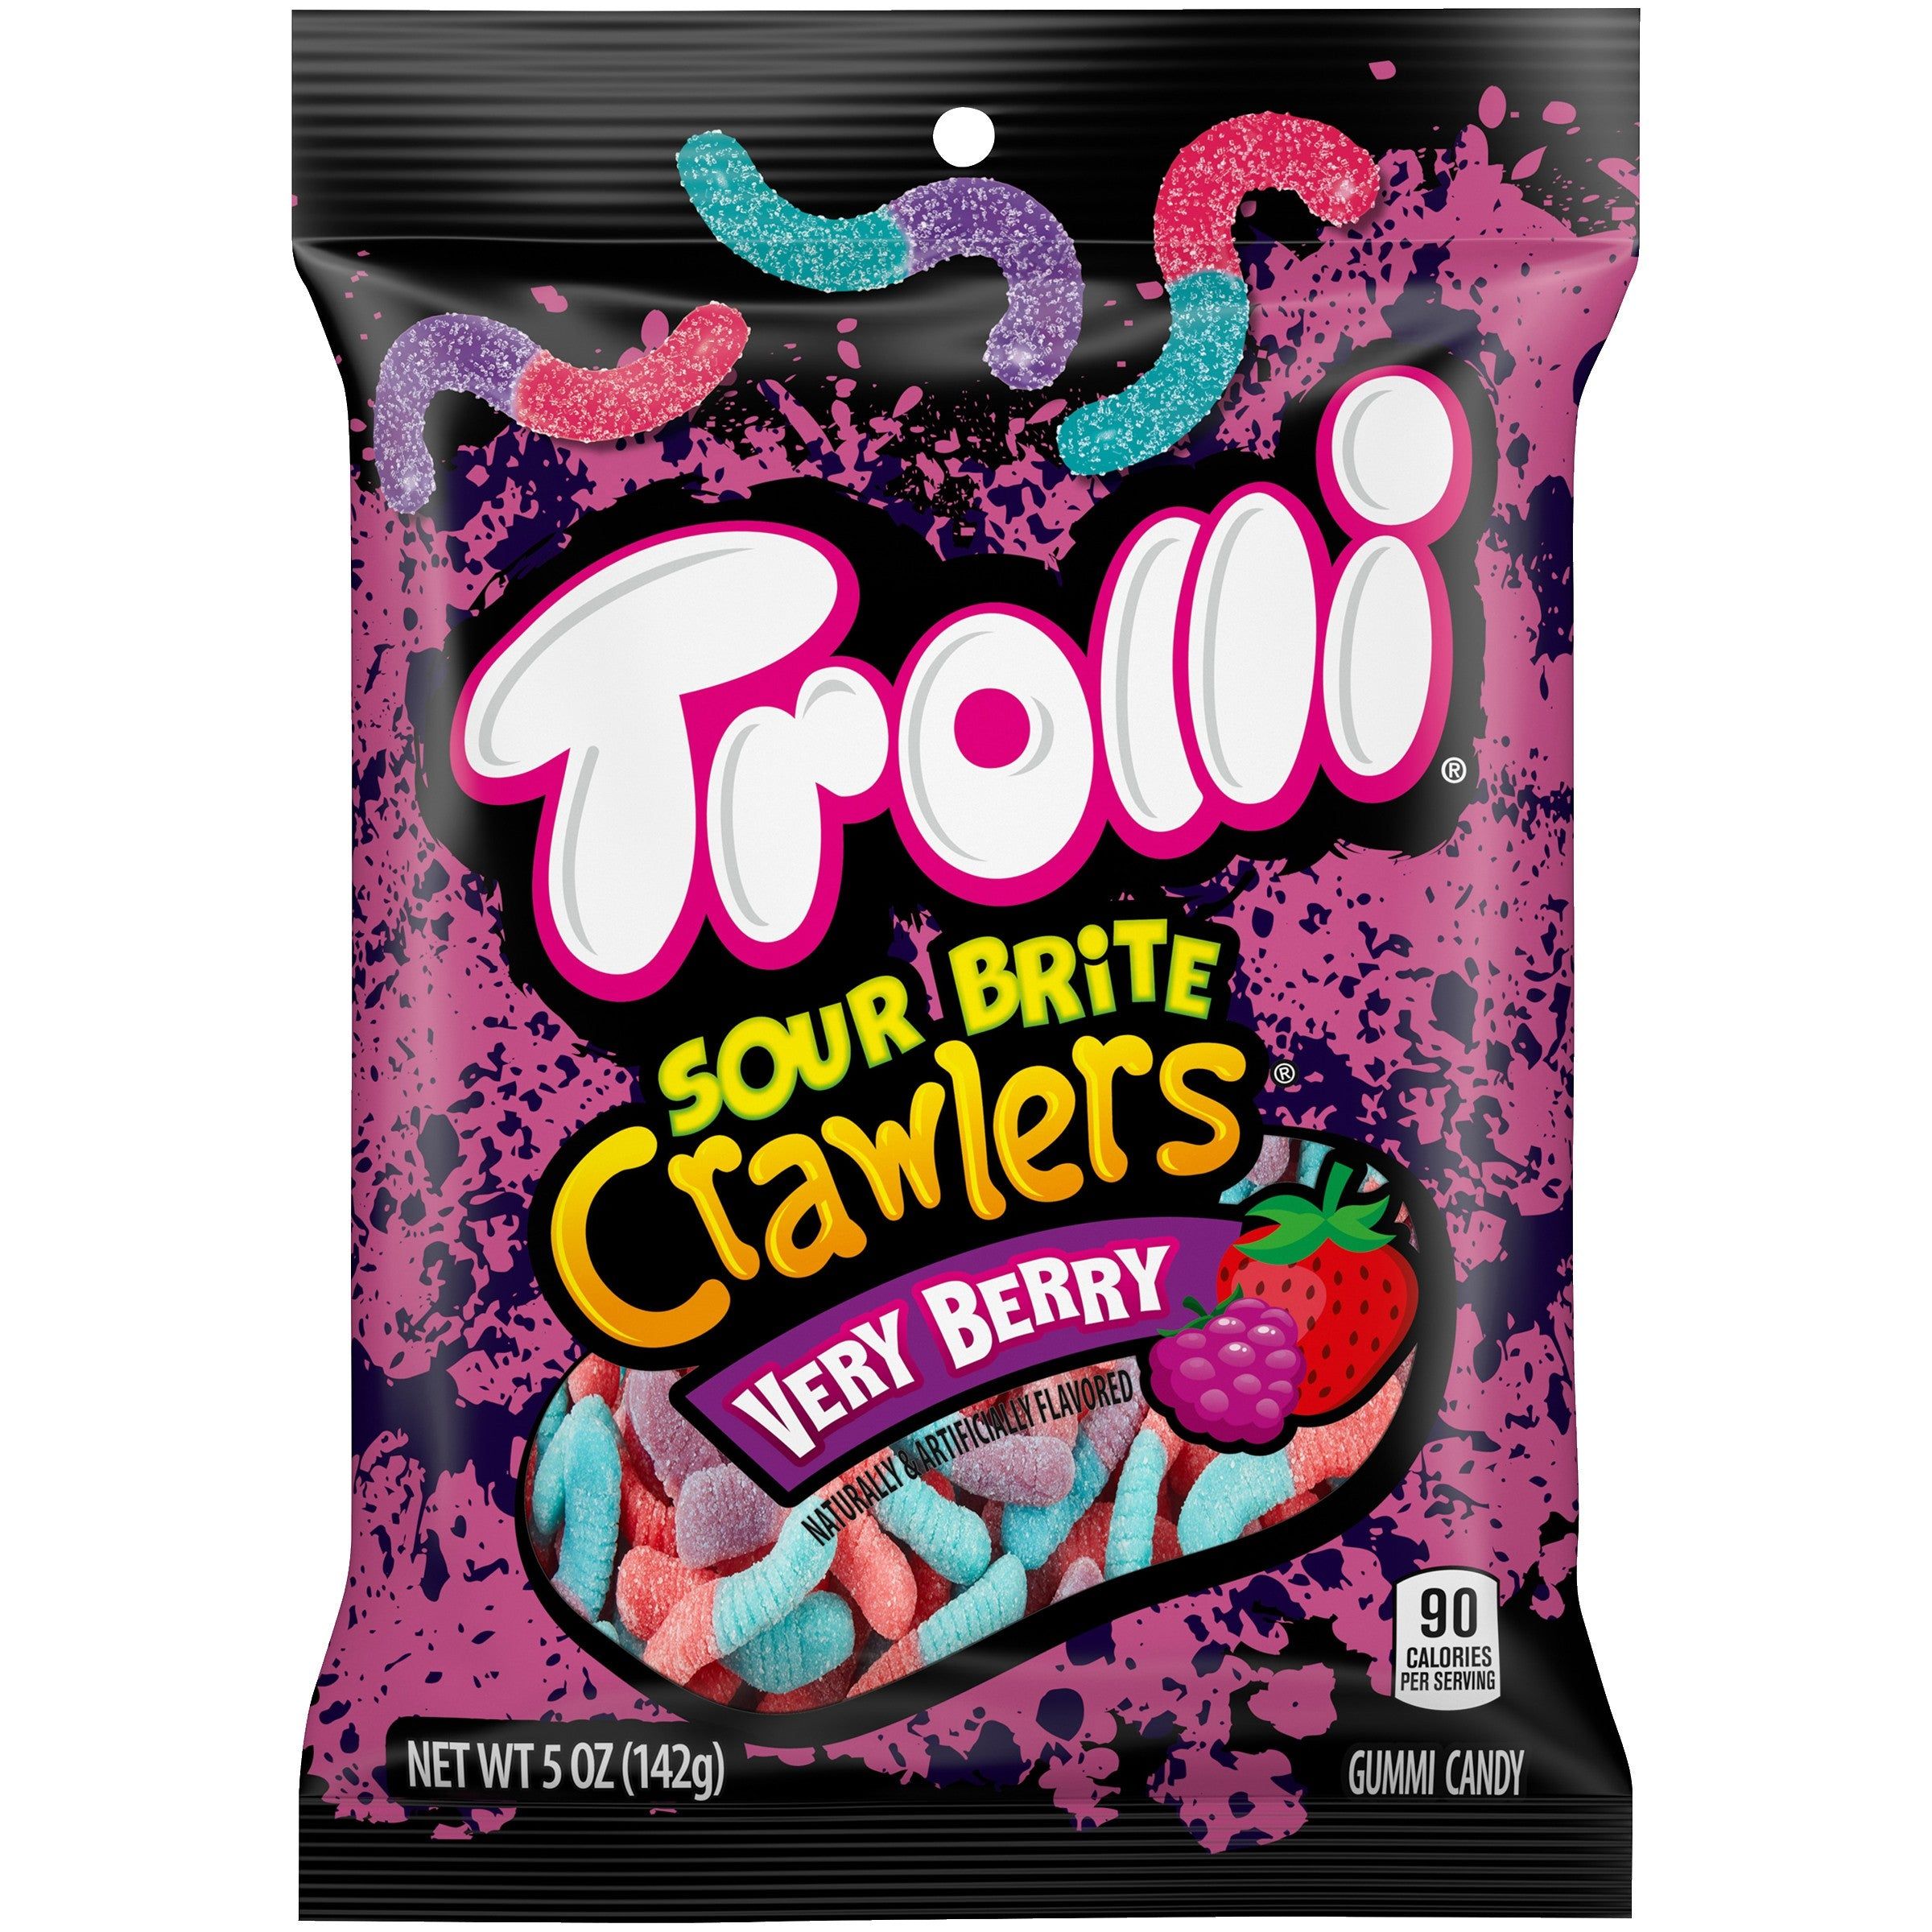 Trolli®
SOUR BRiTE
Crawlers®
VERY BERRY
NATURALLY & ARTIFICIALLY FLAVORED
90
CALORIES
PER SERVING
NET WT 5 OZ (142g)
GUMMI CANDY